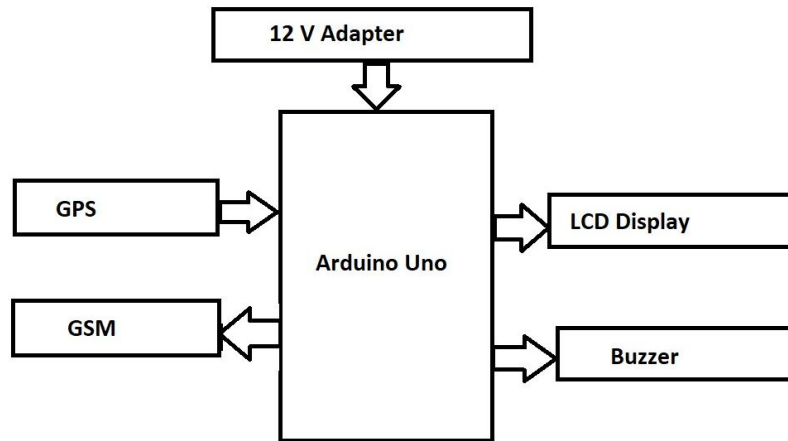 12 V Adapter
GPS
GSM
Arduino Uno
LCD Display
Buzzer